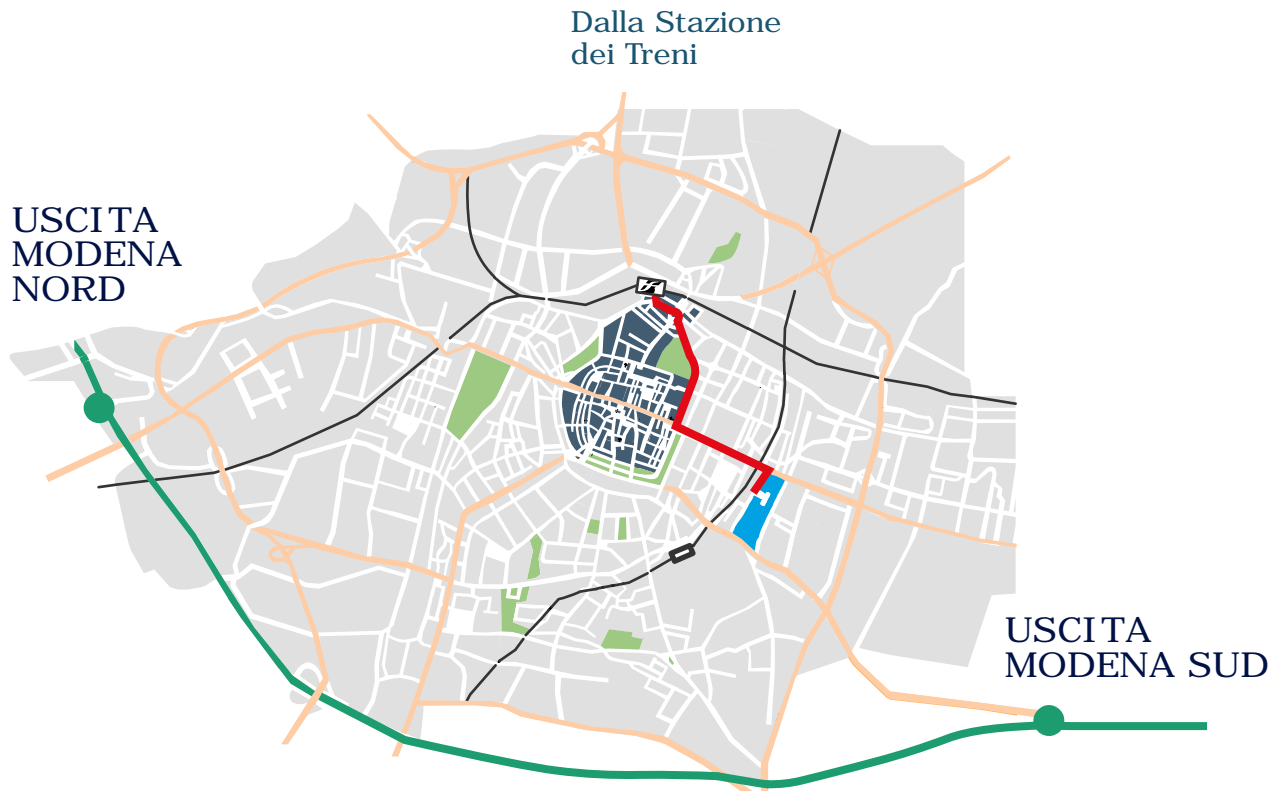 Dalla Stazione
dei Treni
USCITA
MODENA
NORD
USCITA
MODENA SUD